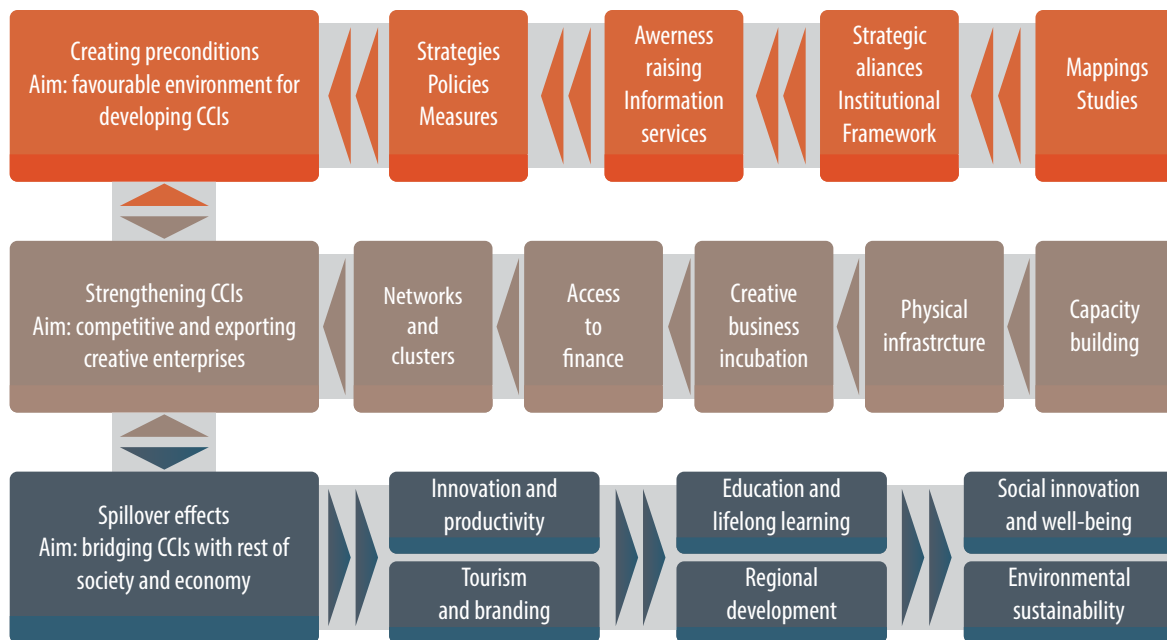 Creating preconditions
Aim: favourable environment for
developing CCIs
Strategies
Policies
Measures
Awerness
raising
Information
services
Strategic
aliances
Institutional
Framework
Mappings
Studies
Strengthening CCIs
Aim: competitive and exporting
creative enterprises
Networks
and
clusters
Access
to
finance
Creative
business
incubation
Physical
infrastrcture
Capacity
building
Spillover effects
Aim: bridging CCIs with rest of
society and economy
Innovation and
productivity
Education and
lifelong learning
Social innovation
and well-being
Tourism
and branding
Regional
development
Environmental
sustainability